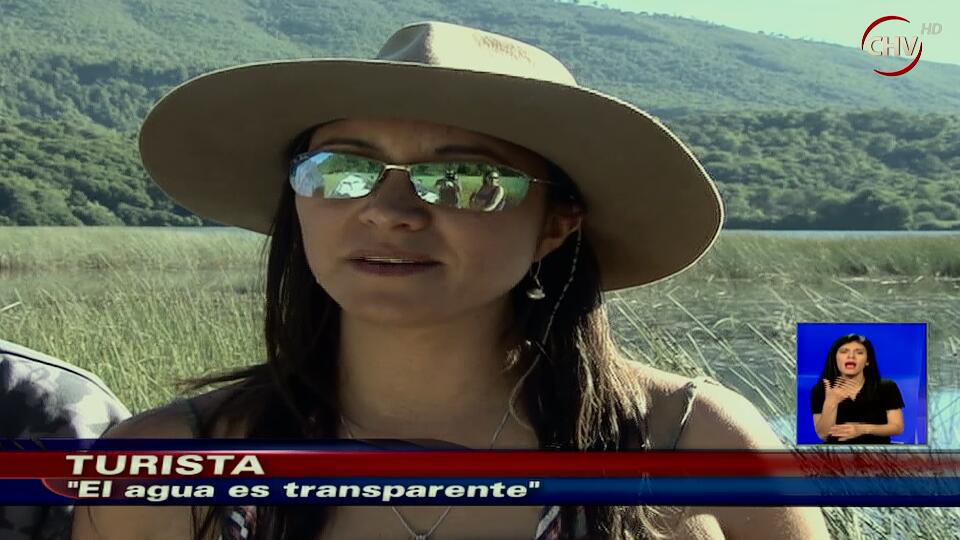 CHV HD
TURISTA
"El agua es transparente"